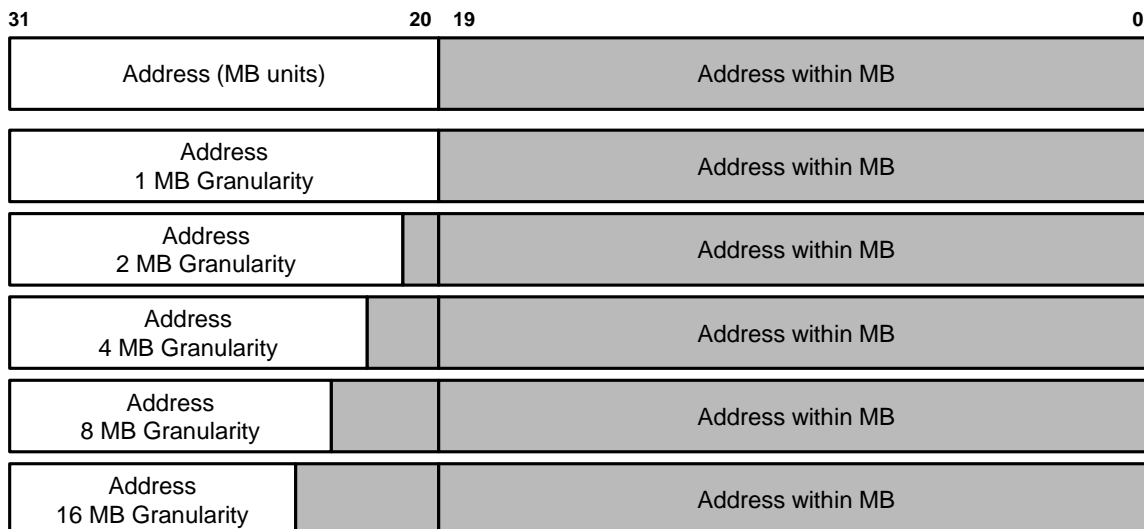 31 20 19 0
Address (MB units) Address within MB
Address
1 MB Granularity
Address within MB
Address
2 MB Granularity
Address within MB
Address
4 MB Granularity
Address within MB
Address
8 MB Granularity
Address within MB
Address
16 MB Granularity
Address within MB